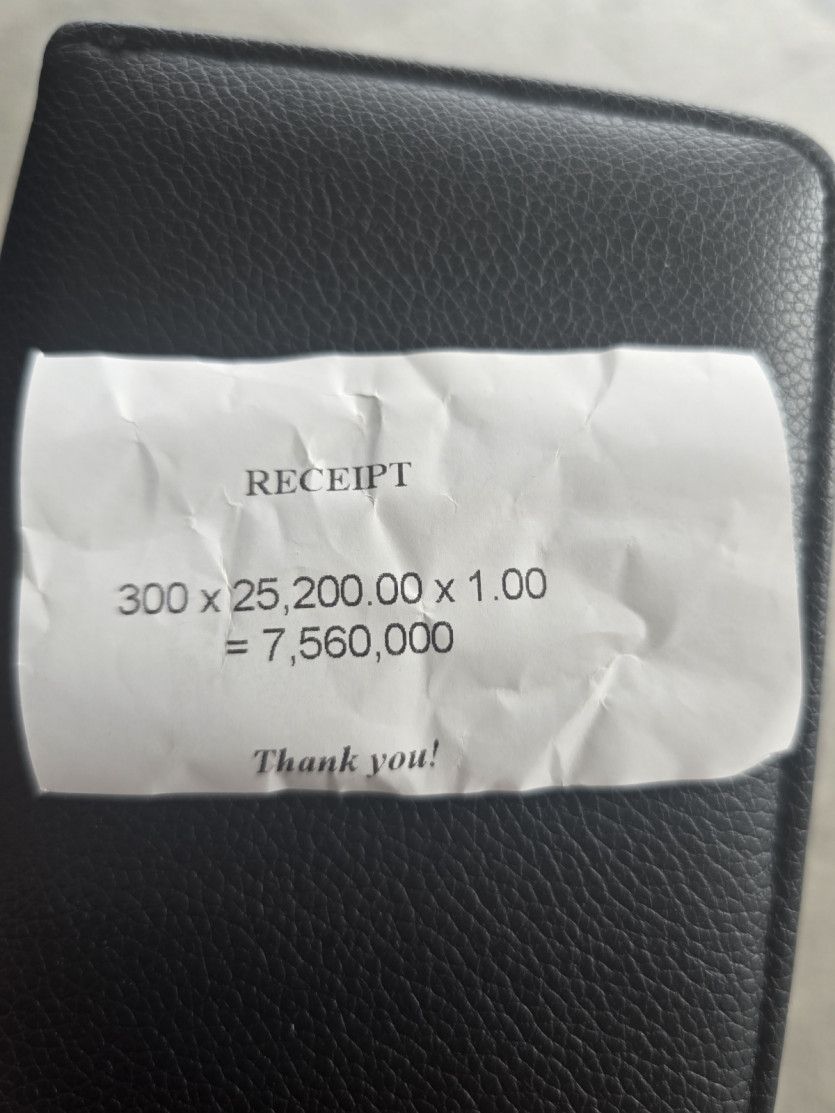 RECEIPT
300 x 25,200.00 x 1.00
= 7,560,000
Thank you!